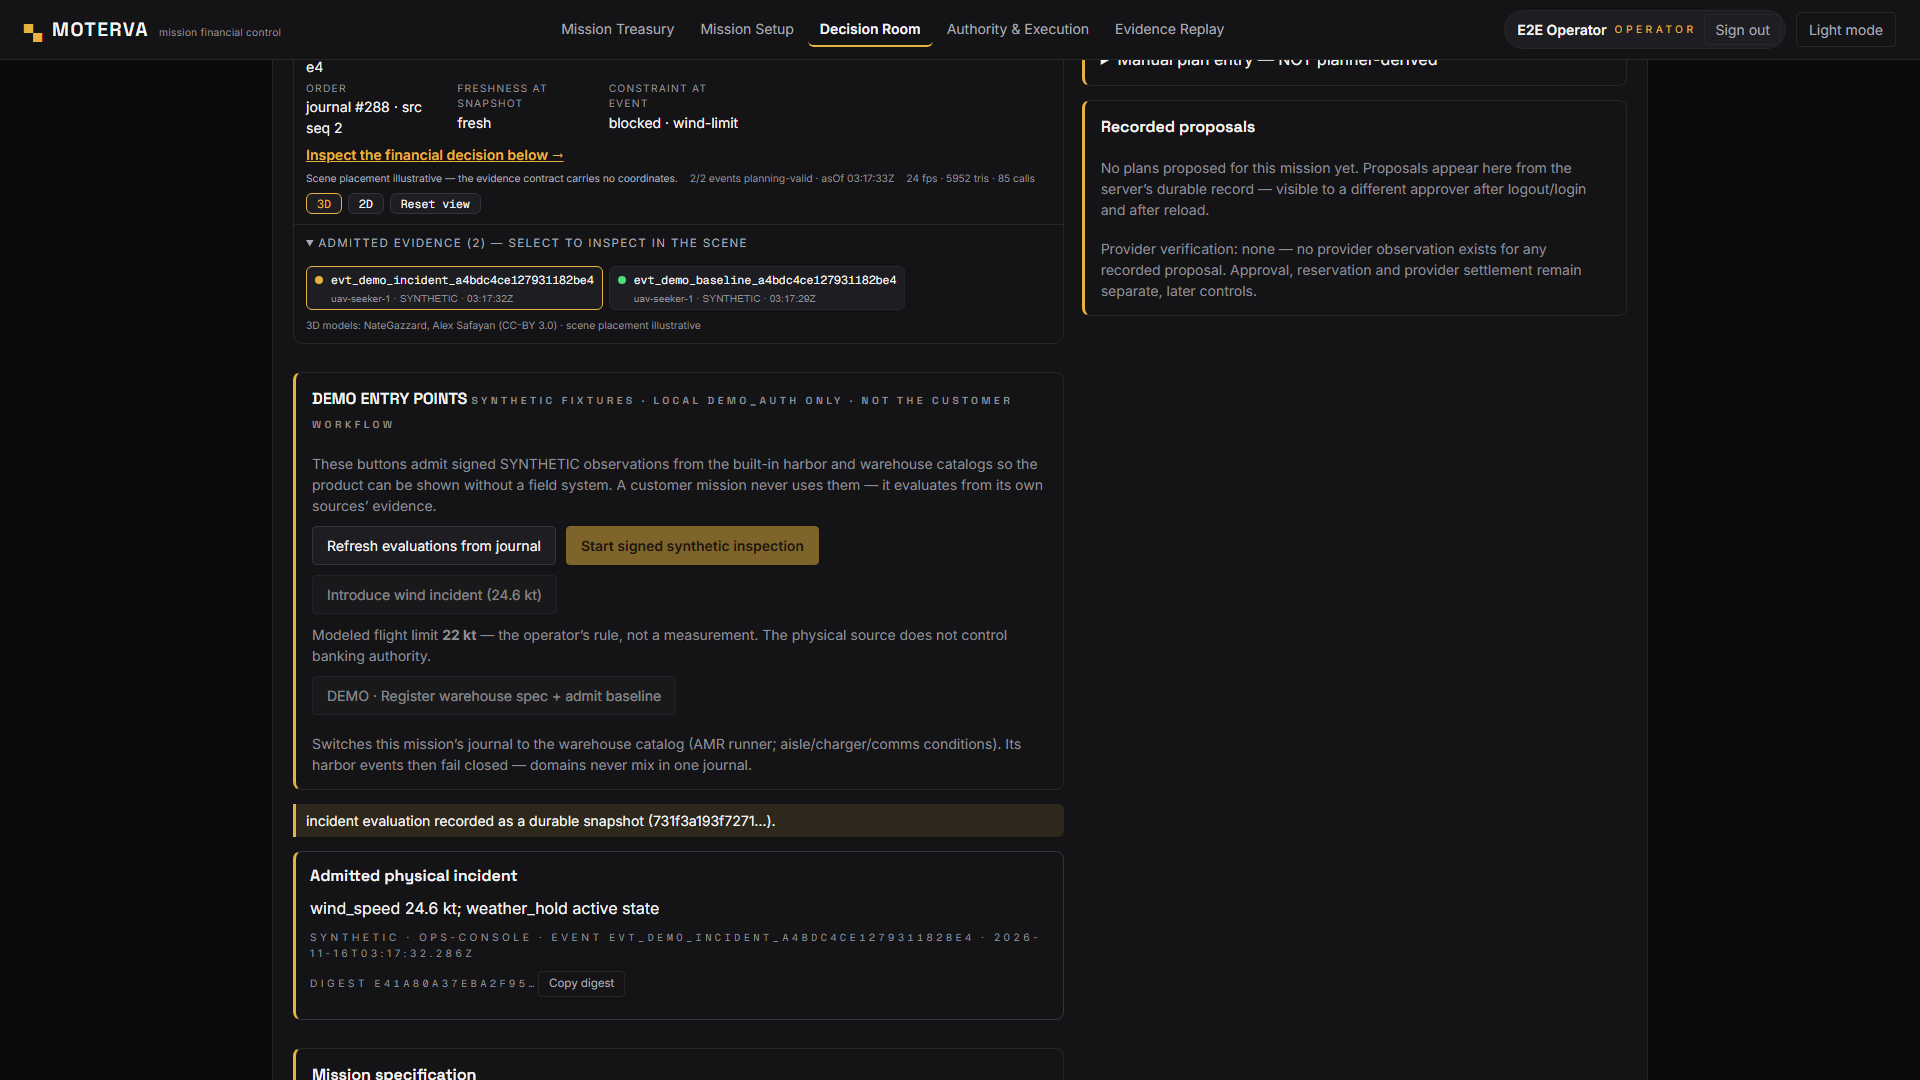 MOTERVA mission financial control
Mission Treasury
Mission Setup
Decision Room
Authority & Execution
Evidence Replay
E2E Operator OPERATOR
Sign out
Light mode
e4
ORDER
journal #288 · src
seq 2
FRESHNESS AT
SNAPSHOT
fresh
CONSTRAINT AT
EVENT
blocked · wind-limit
Inspect the financial decision below →
Scene placement illustrative — the evidence contract carries no coordinates. 2/2 events planning-valid · asOf 03:17:33Z 24 fps · 5952 tris · 85 calls
3D
2D
Reset view
▼ ADMITTED EVIDENCE (2) — SELECT TO INSPECT IN THE SCENE
evt_demo_incident_a4bdc4ce127931182be4
uav-seeker-1 · SYNTHETIC · 03:17:32Z
evt_demo_baseline_a4bdc4ce127931182be4
uav-seeker-1 · SYNTHETIC · 03:17:29Z
3D models: NateGazzard, Alex Safayan (CC-BY 3.0) · scene placement illustrative
DEMO ENTRY POINTS SYNTHETIC FIXTURES · LOCAL DEMO_AUTH ONLY · NOT THE CUSTOMER
WORKFLOW
These buttons admit signed SYNTHETIC observations from the built-in harbor and warehouse catalogs so the
product can be shown without a field system. A customer mission never uses them — it evaluates from its own
sources’ evidence.
Refresh evaluations from journal
Start signed synthetic inspection
Introduce wind incident (24.6 kt)
Modeled flight limit 22 kt — the operator’s rule, not a measurement. The physical source does not control
banking authority.
DEMO · Register warehouse spec + admit baseline
Switches this mission’s journal to the warehouse catalog (AMR runner; aisle/charger/comms conditions). Its
harbor events then fail closed — domains never mix in one journal.
incident evaluation recorded as a durable snapshot (731f3a193f7271…).
Admitted physical incident
wind_speed 24.6 kt; weather_hold active state
SYNTHETIC · OPS-CONSOLE · EVENT EVT_DEMO_INCIDENT_A4BDC4CE127931182BE4 · 2026-
11-16T03:17:32.286Z
DIGEST E41A80A37EBA2F95… Copy digest
Mission specification
▶ Manual plan entry — NOT planner-derived
Recorded proposals
No plans proposed for this mission yet. Proposals appear here from the
server’s durable record — visible to a different approver after logout/login
and after reload.
Provider verification: none — no provider observation exists for any
recorded proposal. Approval, reservation and provider settlement remain
separate, later controls.